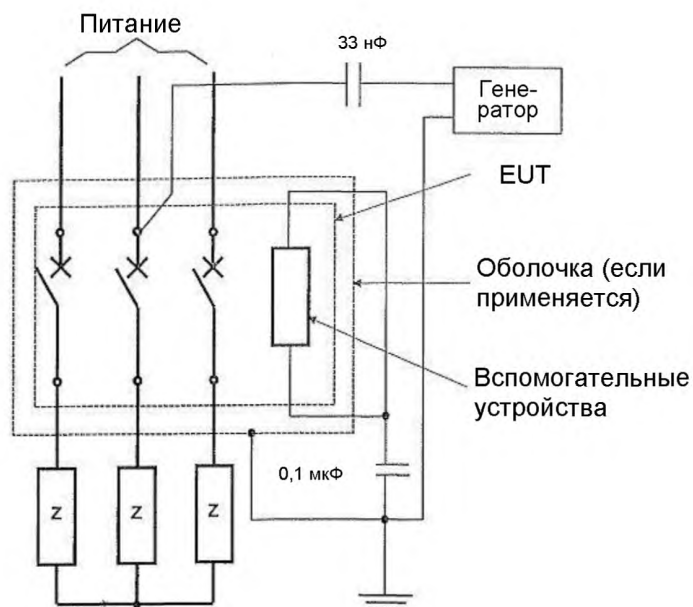 Питание
33 нФ
Гене-
ратор
EUT
Оболочка (если
применяется)
Вспомогательные
устройства
0,1 мкФ
z
z
z